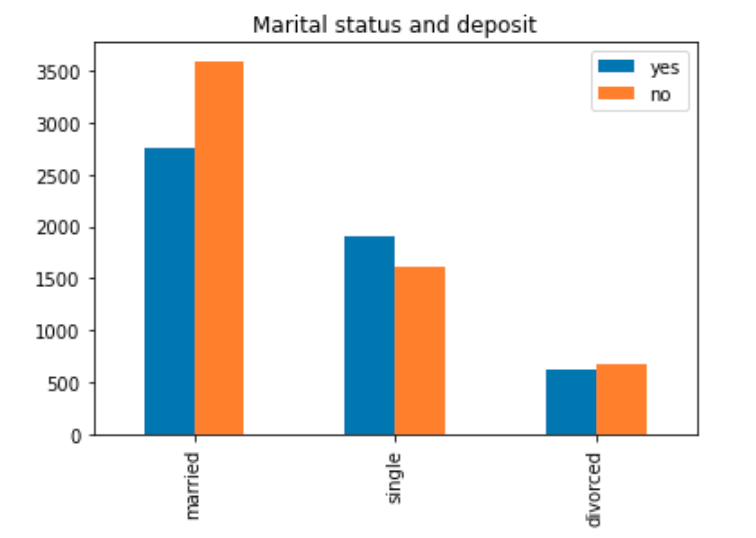 Marital status and deposit
yes
no
3500
3000
2500
2000
1500
1000
500
0
married
single
divorced